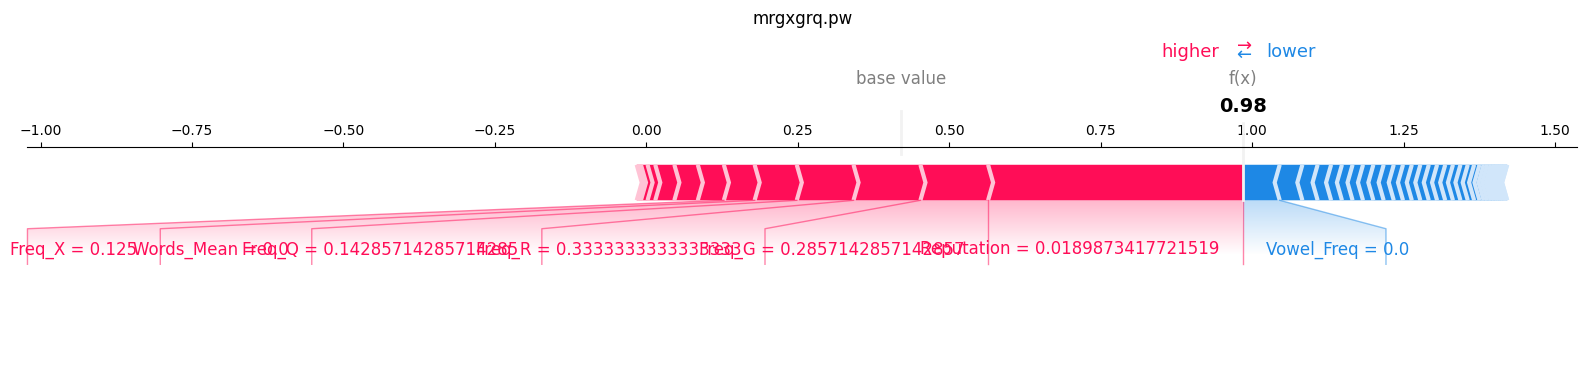 mrgxgrq.pw
higher ⇄ lower
base value f(x)
0.98
−1.00 −0.75 −0.50 −0.25 0.00 0.25 0.50 0.75 1.00 1.25 1.50
Freq_X = 0.125 Words_Mean = 0.0 Freq_Q = 0.14285714285714285 Freq_R = 0.3333333333333333 Freq_G = 0.2857142857142857 Reputation = 0.0189873417721519 Vowel_Freq = 0.0